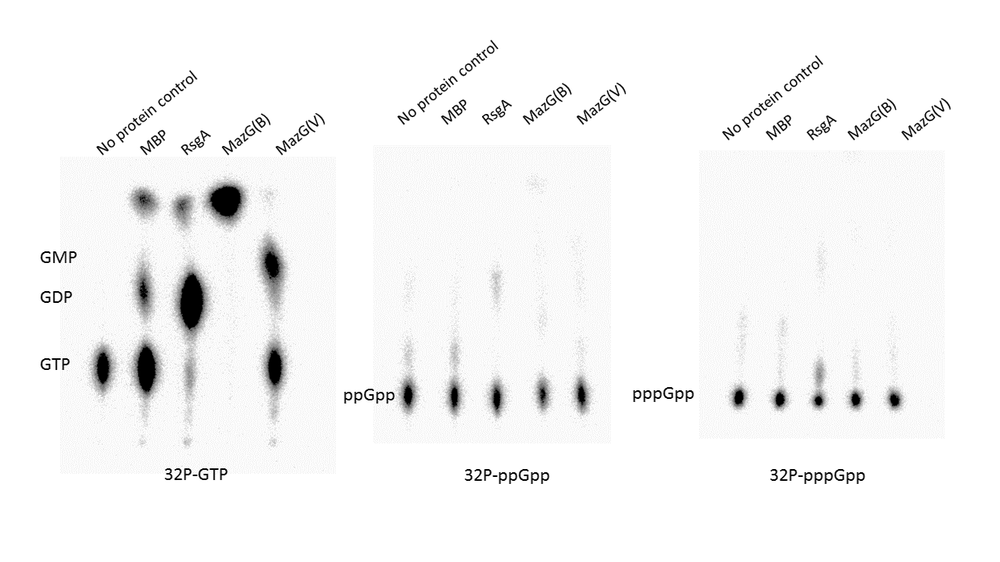 No protein control
MBP
RsgA
MazG(B)
MazG(V)
GMP
GDP
GTP
32P-GTP
No protein control
MBP
RsgA
MazG(B)
MazG(V)
ppGpp
32P-ppGpp
No protein control
MBP
RsgA
MazG(B)
MazG(V)
pppGpp
32P-pppGpp